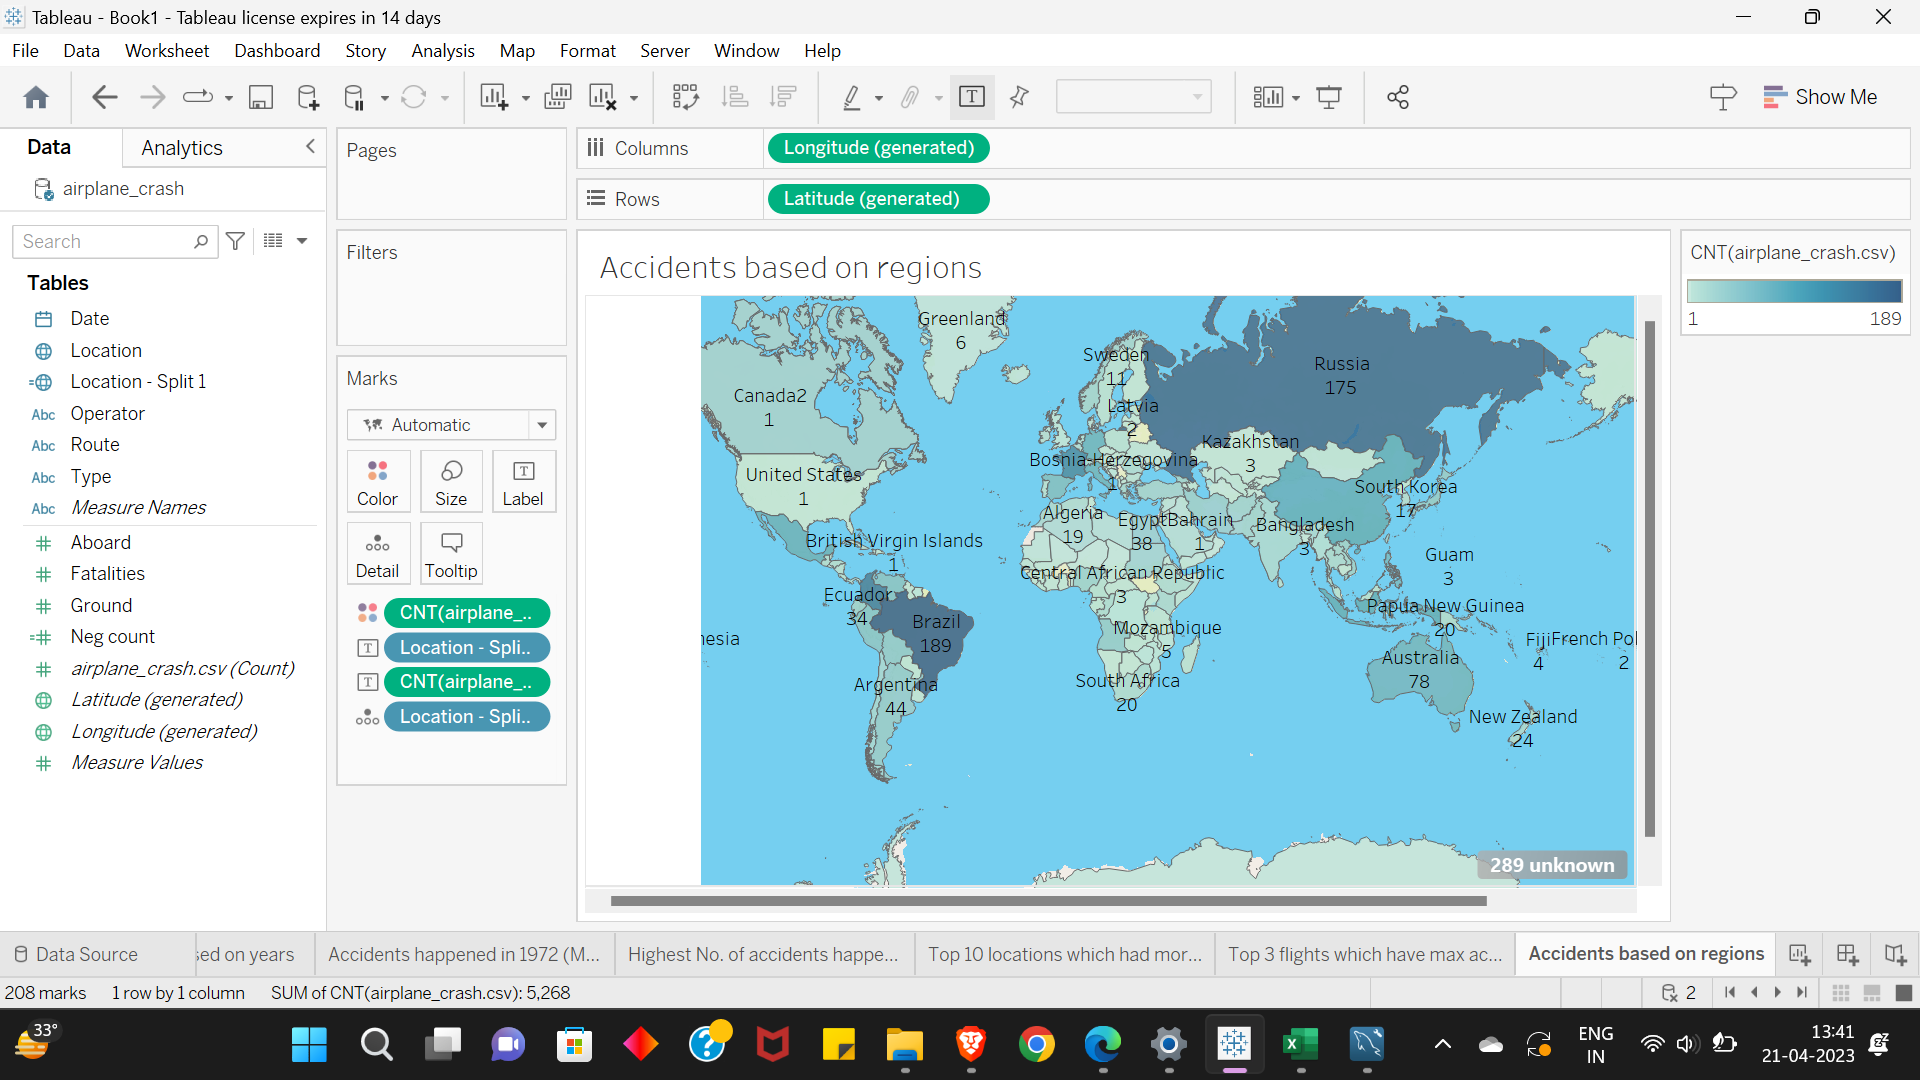 Tableau - Book1 - Tableau license expires in 14 days
File Data Worksheet Dashboard Story Analysis Map Format Server Window Help
Show Me
Data Analytics
airplane_crash
Search
Tables
Date
Location
Location - Split 1
Abc Operator
Abc Route
Abc Type
Abc Measure Names
Aboard
Fatalities
Ground
Neg count
airplane_crash.csv (Count)
Latitude (generated)
Longitude (generated)
Measure Values
Pages
Filters
Marks
Automatic
Color Size Label
Detail Tooltip
CNT(airplane_..
Location - Spli..
CNT(airplane_..
Location - Spli..
Columns Longitude (generated)
Rows Latitude (generated)
Accidents based on regions
Greenland
6
Sweden
11
Russia
175
Canada2
1
Latvia
2
Kazakhstan
3
Bosnia-Herzegovina
1
United States
1
South Korea
17
Algeria
19
Egypt
38
Bahrain
1
Bangladesh
3
British Virgin Islands
1
Guam
3
Central African Republic
3
Ecuador
34
Papua New Guinea
20
Brazil
189
Mozambique
5
nesia
Fiji
4
French Pol
2
Australia
78
Argentina
44
South Africa
20
New Zealand
24
289 unknown
CNT(airplane_crash.csv)
1 189
Data Source
sed on years
Accidents happened in 1972 (M...
Highest No. of accidents happe...
Top 10 locations which had mor...
Top 3 flights which have max ac...
Accidents based on regions
208 marks 1 row by 1 column SUM of CNT(airplane_crash.csv): 5,268
2
33°
ENG
IN
13:41
21-04-2023